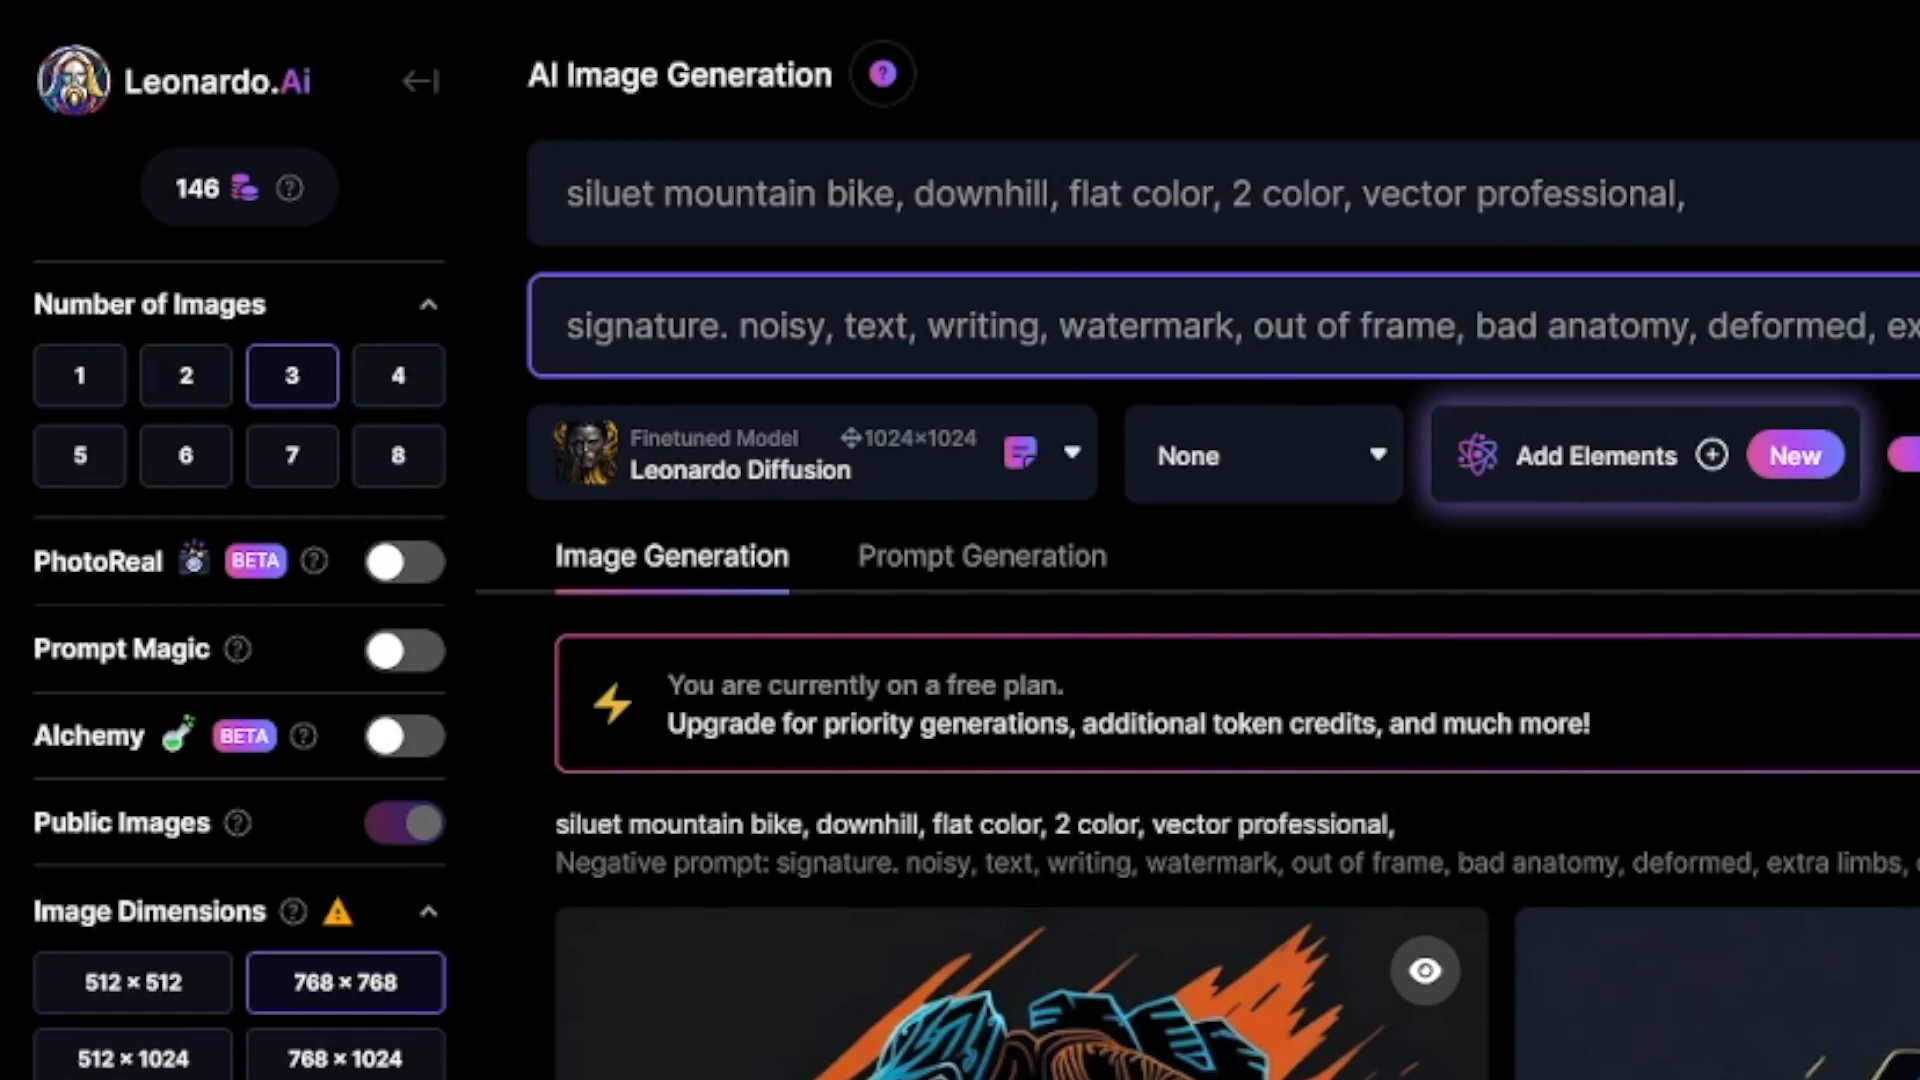 Leonardo.Ai
146
Number of Images
1 2 3 4
5 6 7 8
PhotoReal BETA
Prompt Magic
Alchemy BETA
Public Images
Image Dimensions
512 × 512 768 × 768
512 × 1024 768 × 1024
AI Image Generation ?
siluet mountain bike, downhill, flat color, 2 color, vector professional,
signature. noisy, text, writing, watermark, out of frame, bad anatomy, deformed, ex
Finetuned Model 1024×1024
Leonardo Diffusion
None
Add Elements New
Image Generation Prompt Generation
You are currently on a free plan.
Upgrade for priority generations, additional token credits, and much more!
siluet mountain bike, downhill, flat color, 2 color, vector professional,
Negative prompt: signature. noisy, text, writing, watermark, out of frame, bad anatomy, deformed, extra limbs,